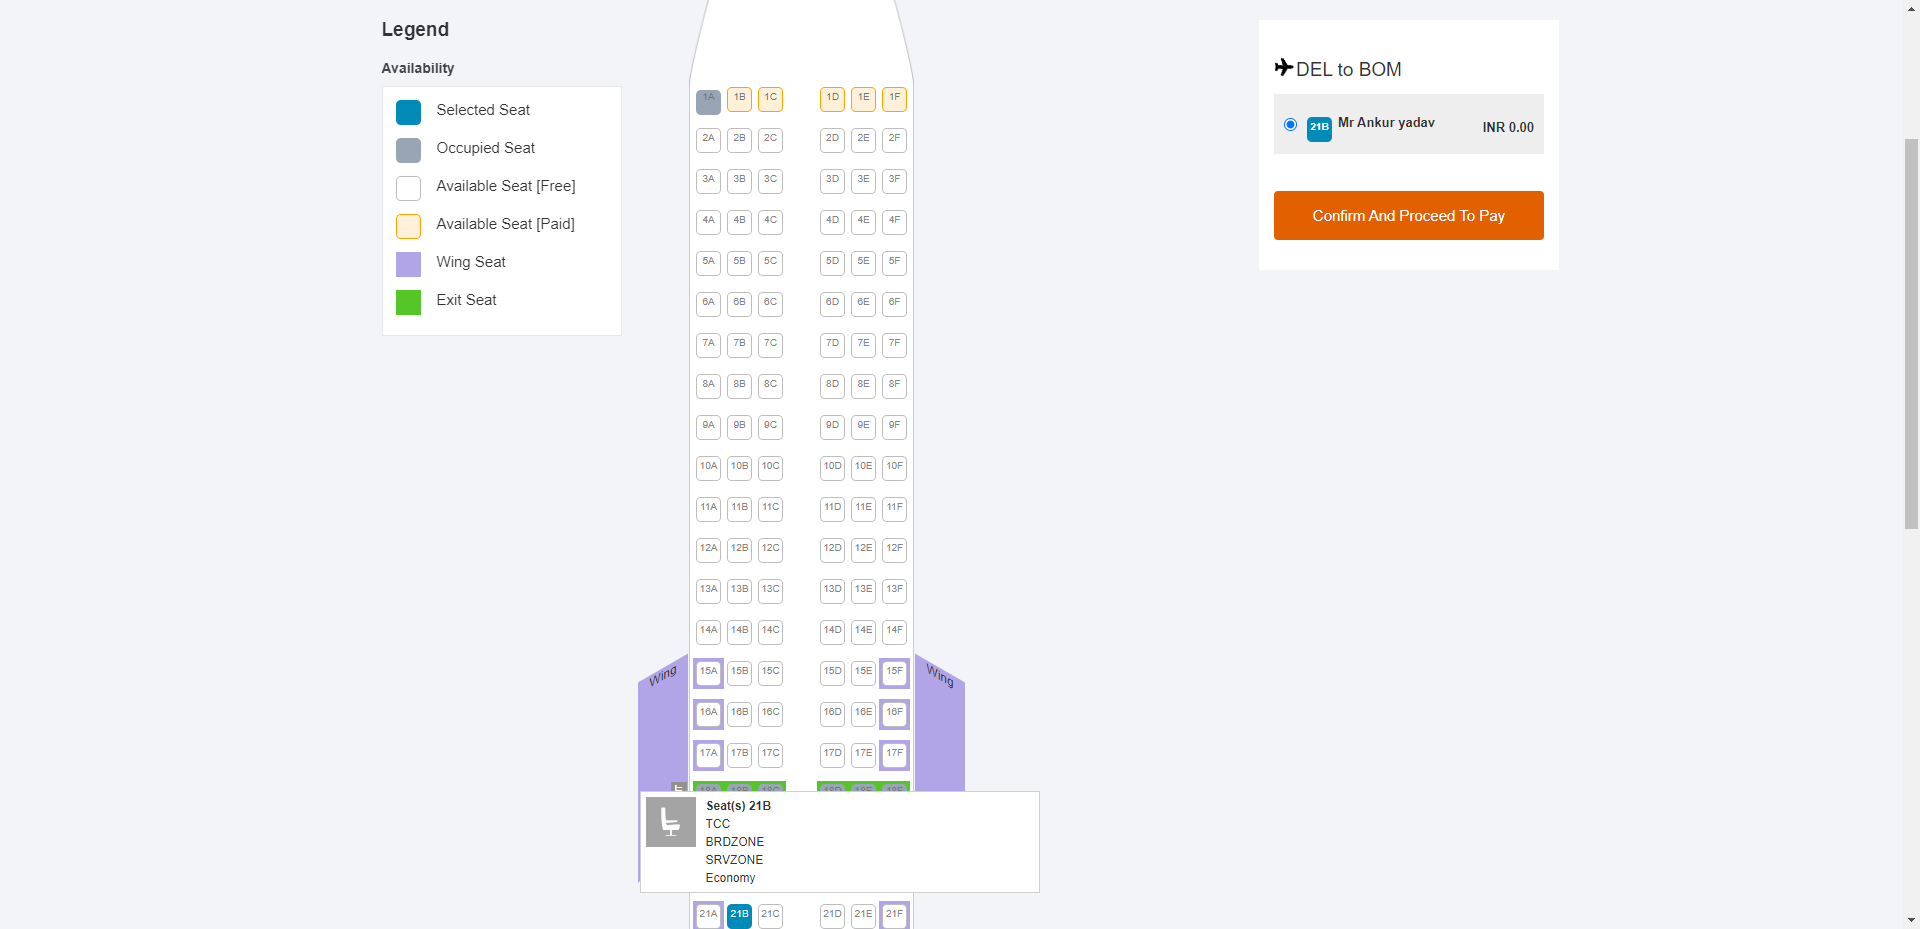 Legend
Availability
Selected Seat
Occupied Seat
Available Seat [Free]
Available Seat [Paid]
Wing Seat
Exit Seat
1A 1B 1C 1D 1E 1F
2A 2B 2C 2D 2E 2F
3A 3B 3C 3D 3E 3F
4A 4B 4C 4D 4E 4F
5A 5B 5C 5D 5E 5F
6A 6B 6C 6D 6E 6F
7A 7B 7C 7D 7E 7F
8A 8B 8C 8D 8E 8F
9A 9B 9C 9D 9E 9F
10A 10B 10C 10D 10E 10F
11A 11B 11C 11D 11E 11F
12A 12B 12C 12D 12E 12F
13A 13B 13C 13D 13E 13F
14A 14B 14C 14D 14E 14F
Wing 15A 15B 15C 15D 15E 15F Wing
16A 16B 16C 16D 16E 16F
17A 17B 17C 17D 17E 17F
18A 18B 18C 18D 18E 18F
Seat(s) 21B
TCC
BRDZONE
SRVZONE
Economy
21A 21B 21C 21D 21E 21F
DEL to BOM
21B Mr Ankur yadav INR 0.00
Confirm And Proceed To Pay